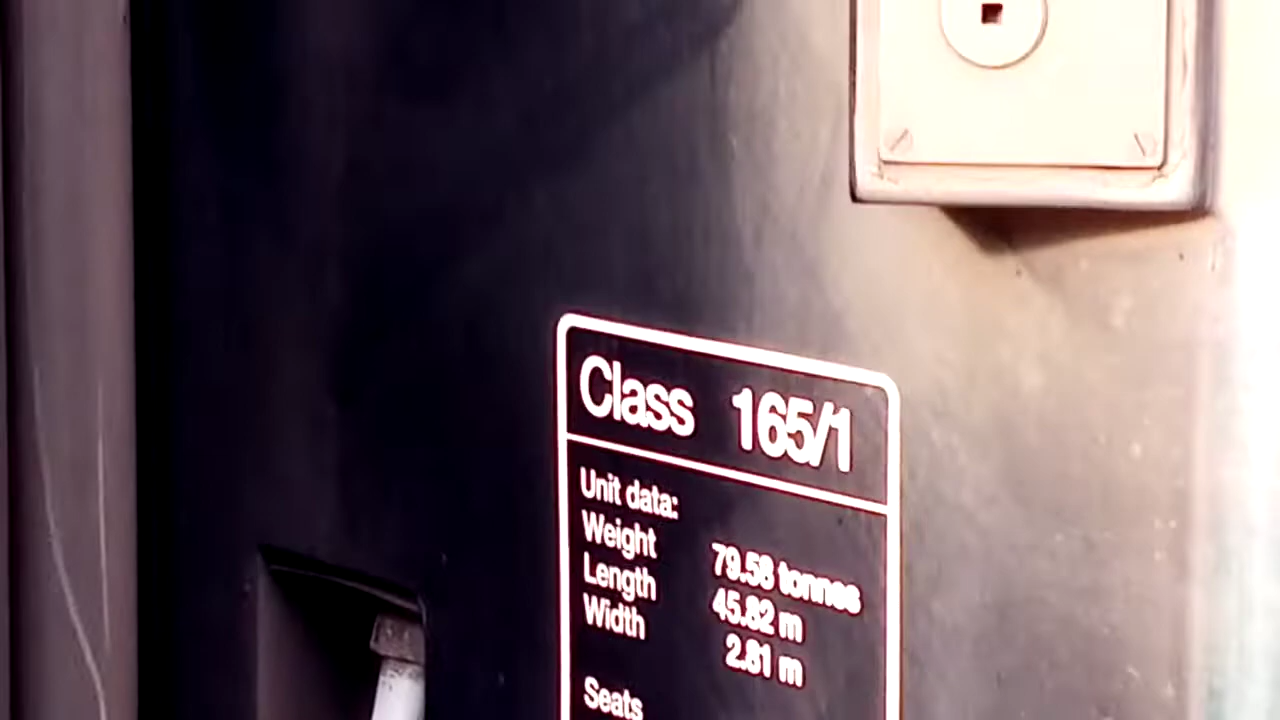 Class 165/1
Unit data:
Weight 79.58 tonnes
Length 45.82 m
Width 2.81 m
Seats